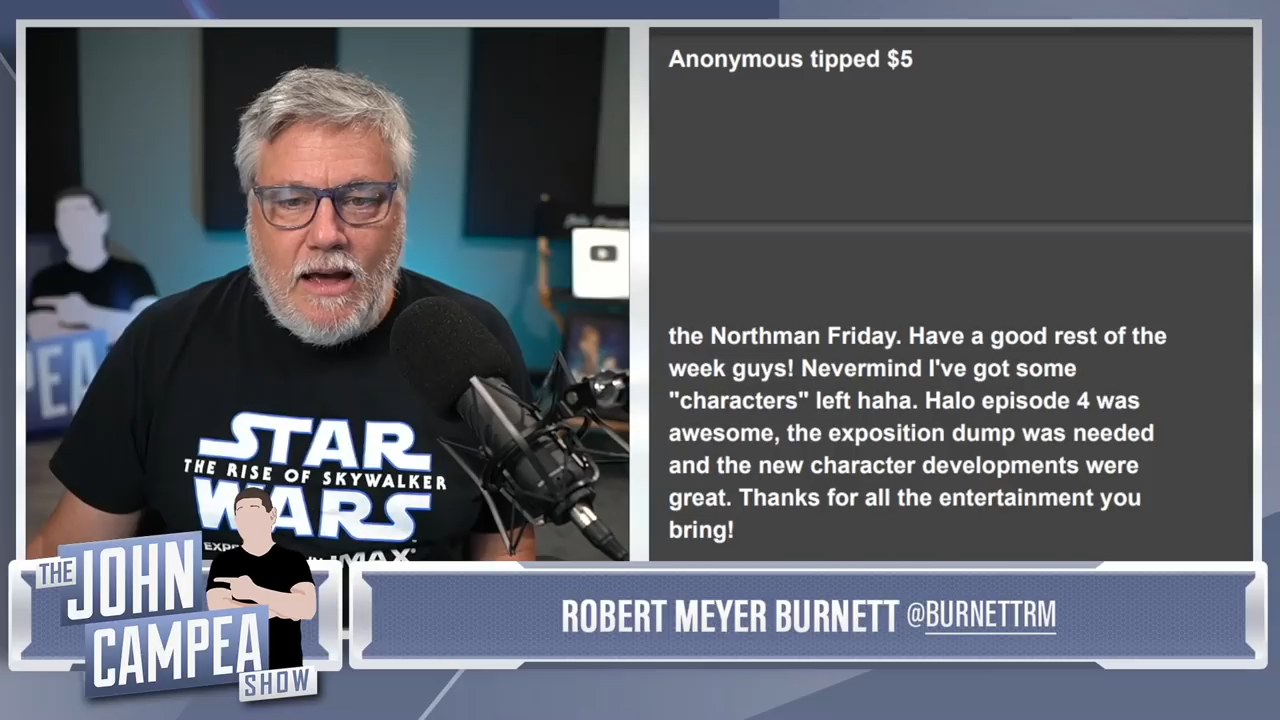 Anonymous tipped $5
the Northman Friday. Have a good rest of the
week guys! Nevermind I've got some
"characters" left haha. Halo episode 4 was
awesome, the exposition dump was needed
and the new character developments were
great. Thanks for all the entertainment you
bring!
STAR
THE RISE OF SKYWALKER
WARS
IMAX
THE
JOHN
CAMPEA
SHOW
ROBERT MEYER BURNETT @BURNETTRM